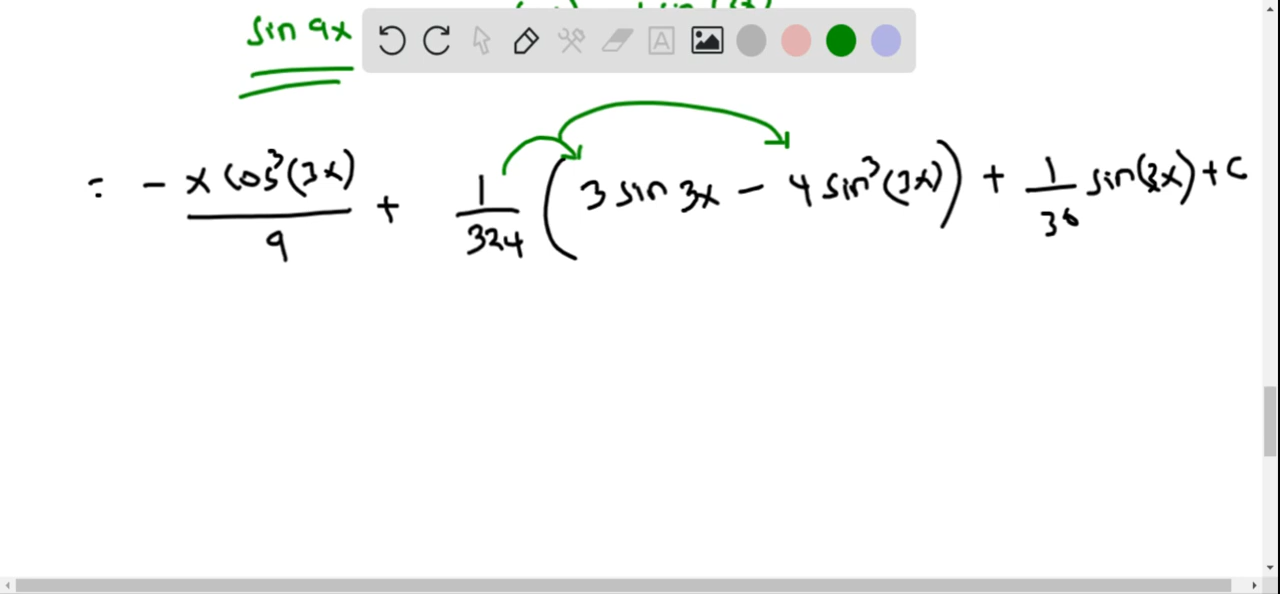 sin 9x
= - x cos³(3x) / 9 + 1/324 (3 sin 3x - 4 sin³(3x)) + 1/36 sin(3x) + C